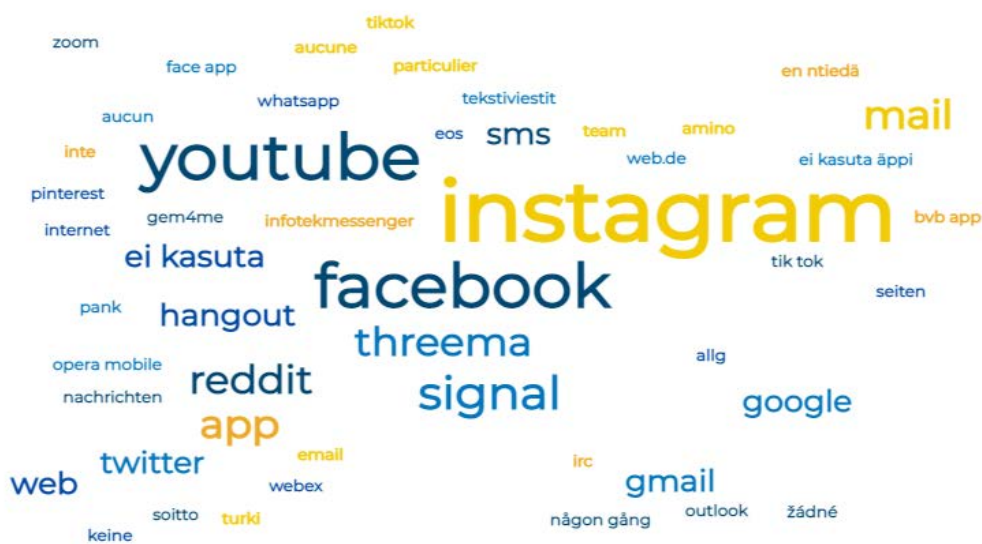 tiktok
zoom
aucune
face app
particulier
en ntiedä
whatsapp
tekstiviestit
mail
aucun
eos
sms
team
amino
inte
youtube
web.de
ei kasuta äppi
pinterest
instagram
gem4me
infotekmessenger
bvb app
internet
ei kasuta
tik tok
facebook
seiten
pank
hangout
threema
allg
opera mobile
reddit
signal
nachrichten
google
app
twitter
email
irc
web
webex
gmail
soitto
turki
någon gång
outlook
žádné
keine